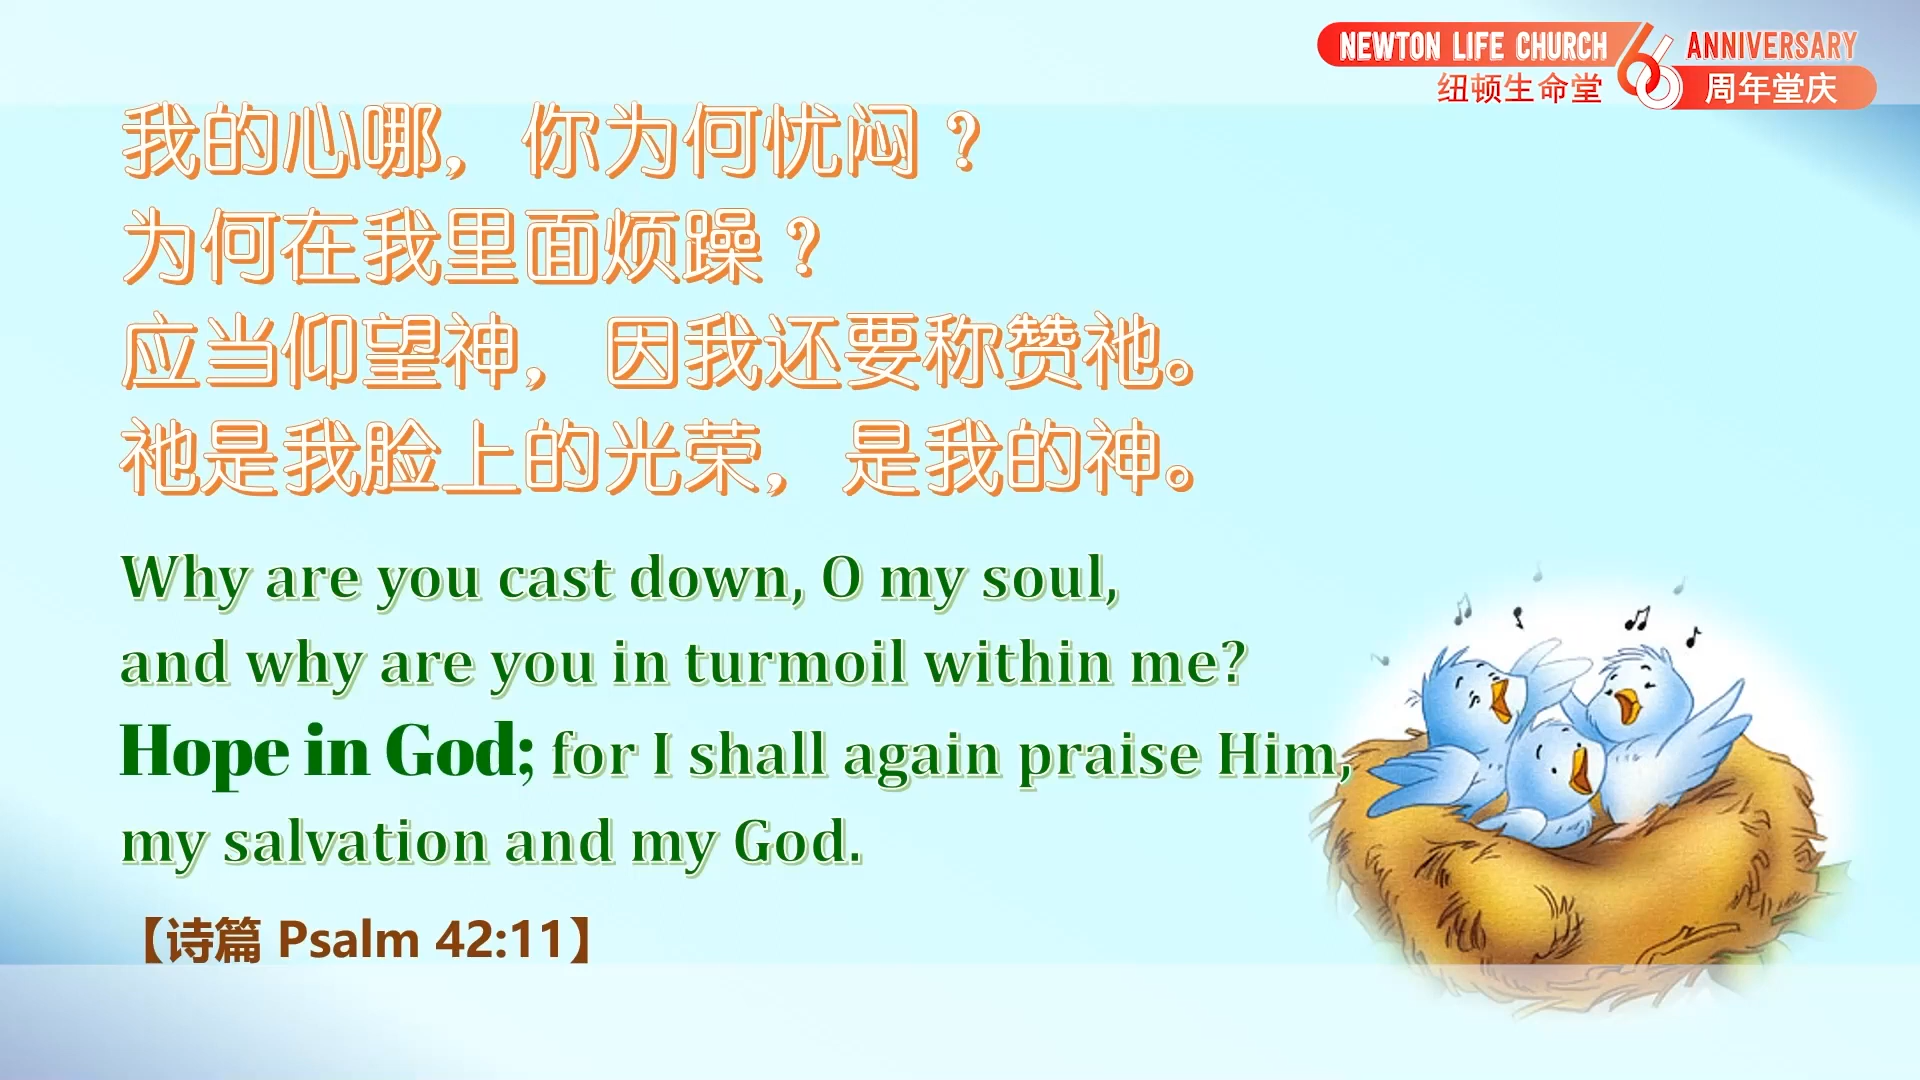 NEWTON LIFE CHURCH 66 ANNIVERSARY
纽顿生命堂 周年堂庆
我的心哪，你为何忧闷？
为何在我里面烦躁？
应当仰望神，因我还要称赞祂。
祂是我脸上的光荣，是我的神。
Why are you cast down, O my soul,
and why are you in turmoil within me?
Hope in God; for I shall again praise Him,
my salvation and my God.
【诗篇 Psalm 42:11】